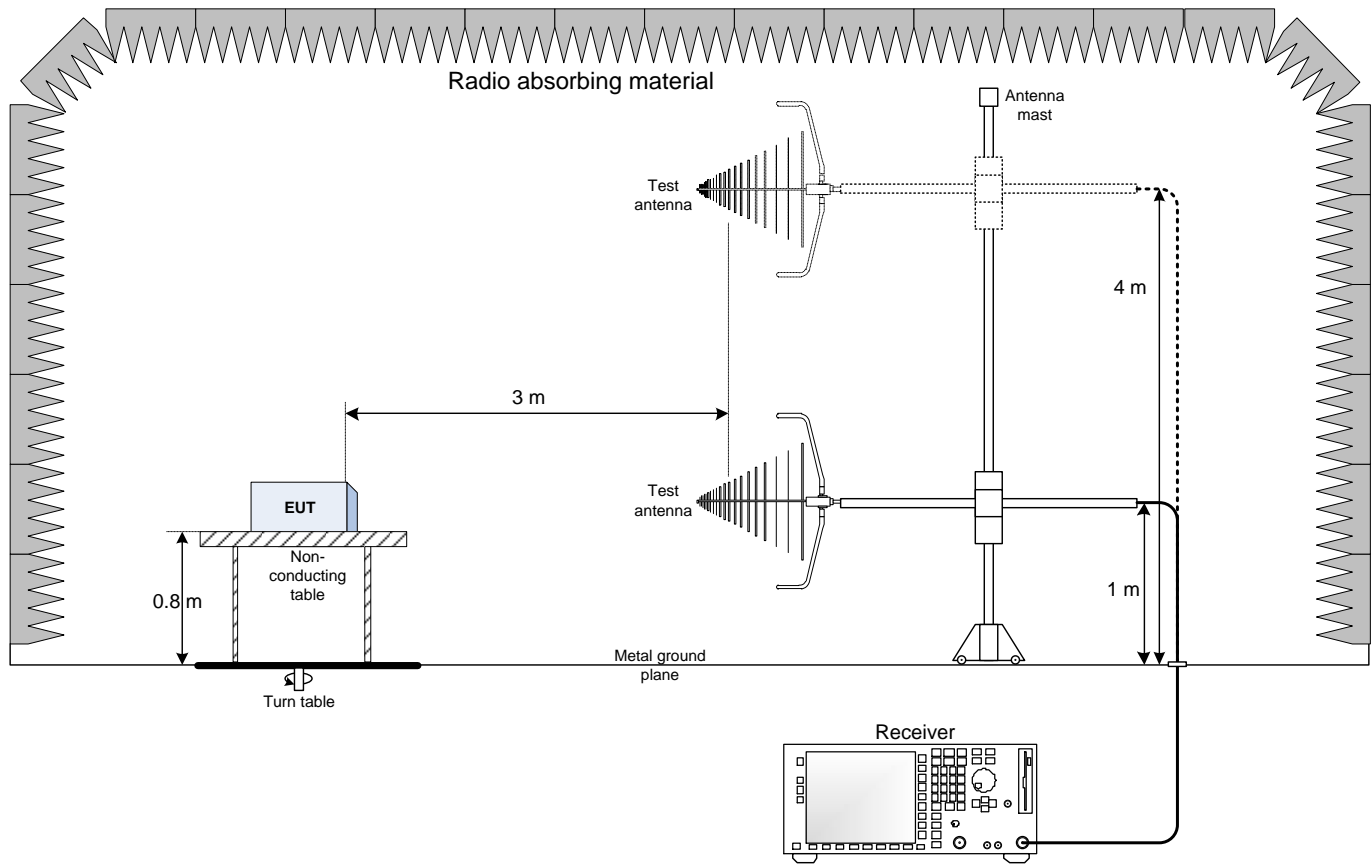 Radio absorbing material
Antenna
mast
Test
antenna
4 m
3 m
Test
antenna
EUT
Non-
conducting
table
0.8 m
1 m
Metal ground
plane
Turn table
Receiver